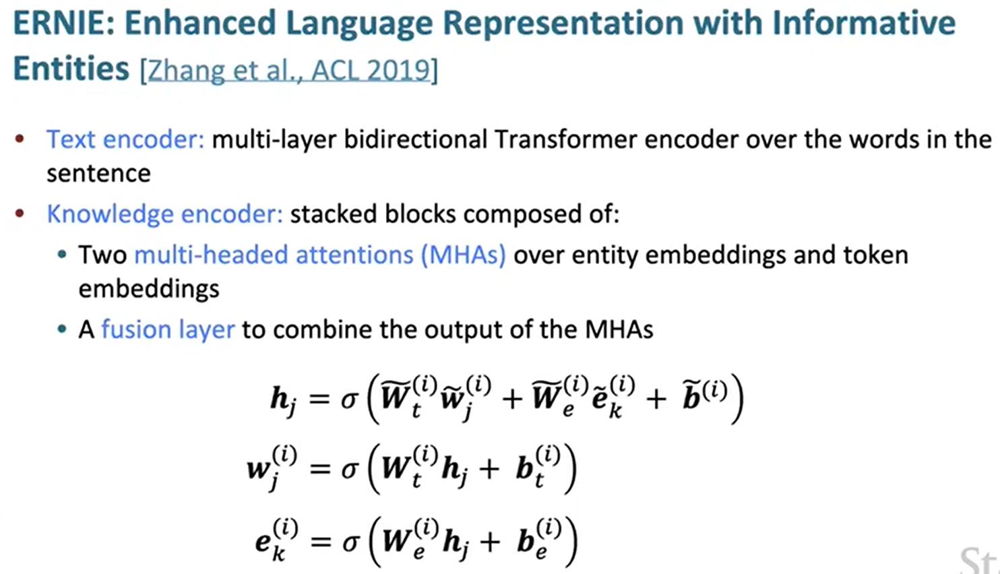 ERNIE: Enhanced Language Representation with Informative
Entities [Zhang et al., ACL 2019]
• Text encoder: multi-layer bidirectional Transformer encoder over the words in the
sentence
• Knowledge encoder: stacked blocks composed of:
• Two multi-headed attentions (MHAs) over entity embeddings and token
embeddings
• A fusion layer to combine the output of the MHAs
$\boldsymbol{h}_j = \sigma\left(\widetilde{\boldsymbol{W}}_t^{(i)} \tilde{\boldsymbol{w}}_j^{(i)} + \widetilde{\boldsymbol{W}}_e^{(i)} \tilde{\boldsymbol{e}}_k^{(i)} + \tilde{\boldsymbol{b}}^{(i)}\right)$
$\boldsymbol{w}_j^{(i)} = \sigma\left(\boldsymbol{W}_t^{(i)} \boldsymbol{h}_j + \boldsymbol{b}_t^{(i)}\right)$
$\boldsymbol{e}_k^{(i)} = \sigma\left(\boldsymbol{W}_e^{(i)} \boldsymbol{h}_j + \boldsymbol{b}_e^{(i)}\right)$